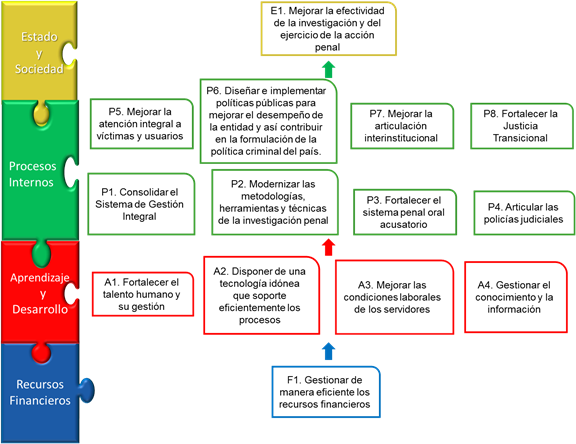 Estado
y
Sociedad
E1. Mejorar la efectividad
de la investigación y del
ejercicio de la acción
penal
Procesos
Internos
P5. Mejorar la
atención integral a
víctimas y usuarios
P6. Diseñar e implementar
políticas públicas para
mejorar el desempeño de
la entidad y así contribuir
en la formulación de la
política criminal del país.
P7. Mejorar la
articulación
interinstitucional
P8. Fortalecer la
Justicia
Transicional
P1. Consolidar el
Sistema de Gestión
Integral
P2. Modernizar las
metodologías,
herramientas y técnicas
de la investigación penal
P3. Fortalecer el
sistema penal oral
acusatorio
P4. Articular las
policías judiciales
Aprendizaje
y
Desarrollo
A1. Fortalecer el
talento humano y
su gestión
A2. Disponer de una
tecnología idónea
que soporte
eficientemente los
procesos
A3. Mejorar las
condiciones laborales
de los servidores
A4. Gestionar el
conocimiento y la
información
Recursos
Financieros
F1. Gestionar de
manera eficiente los
recursos financieros